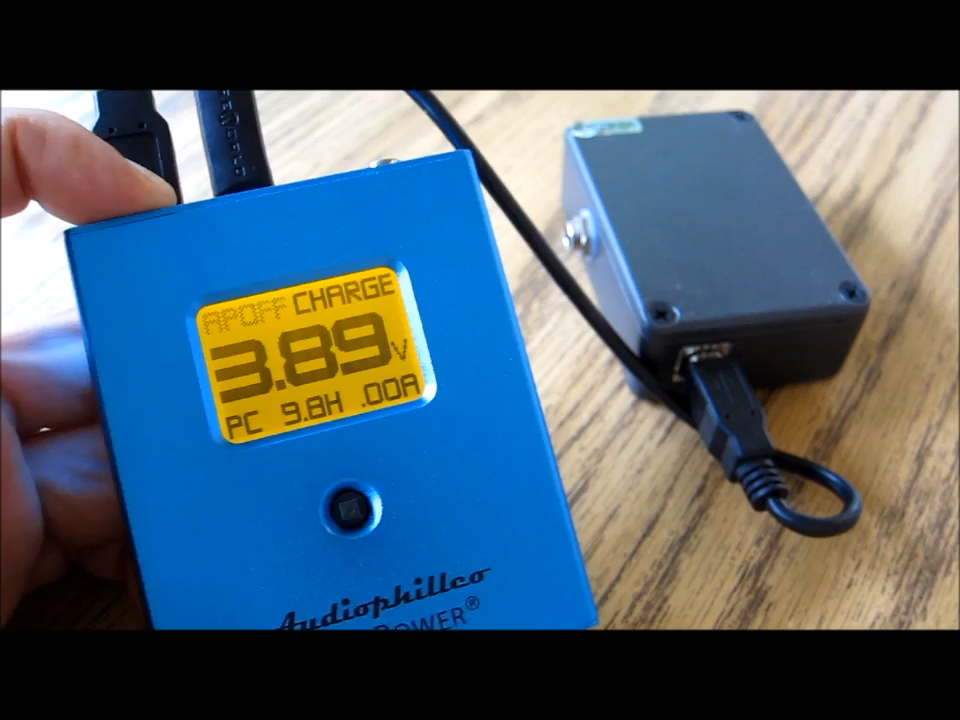 APOFF CHARGE
3.89V
PC 9.8H .00A
Audiophilleo
POWER®